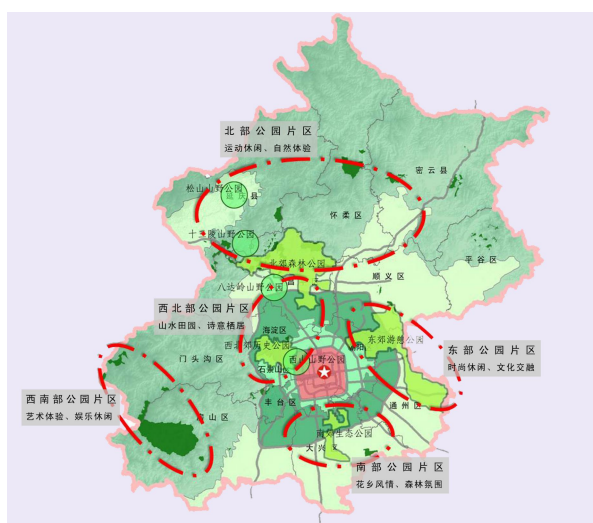 北部公园片区
运动休闲、自然体验
密云县
松山山野公园
县
怀柔区
十三陵山野公园
平谷区
北郊森林公园
顺义区
八达岭山野公园
西北部公园片区
山水田园、诗意栖居
海淀区
西北郊历史公园
东郊游憩公园
东部公园片区
时尚休闲、文化交融
门头沟区
西山山野公园
石景山
西南部公园片区
艺术体验、娱乐休闲
丰台区
通州区
山区
南郊生态公园
大兴
南部公园片区
花乡风情、森林氛围